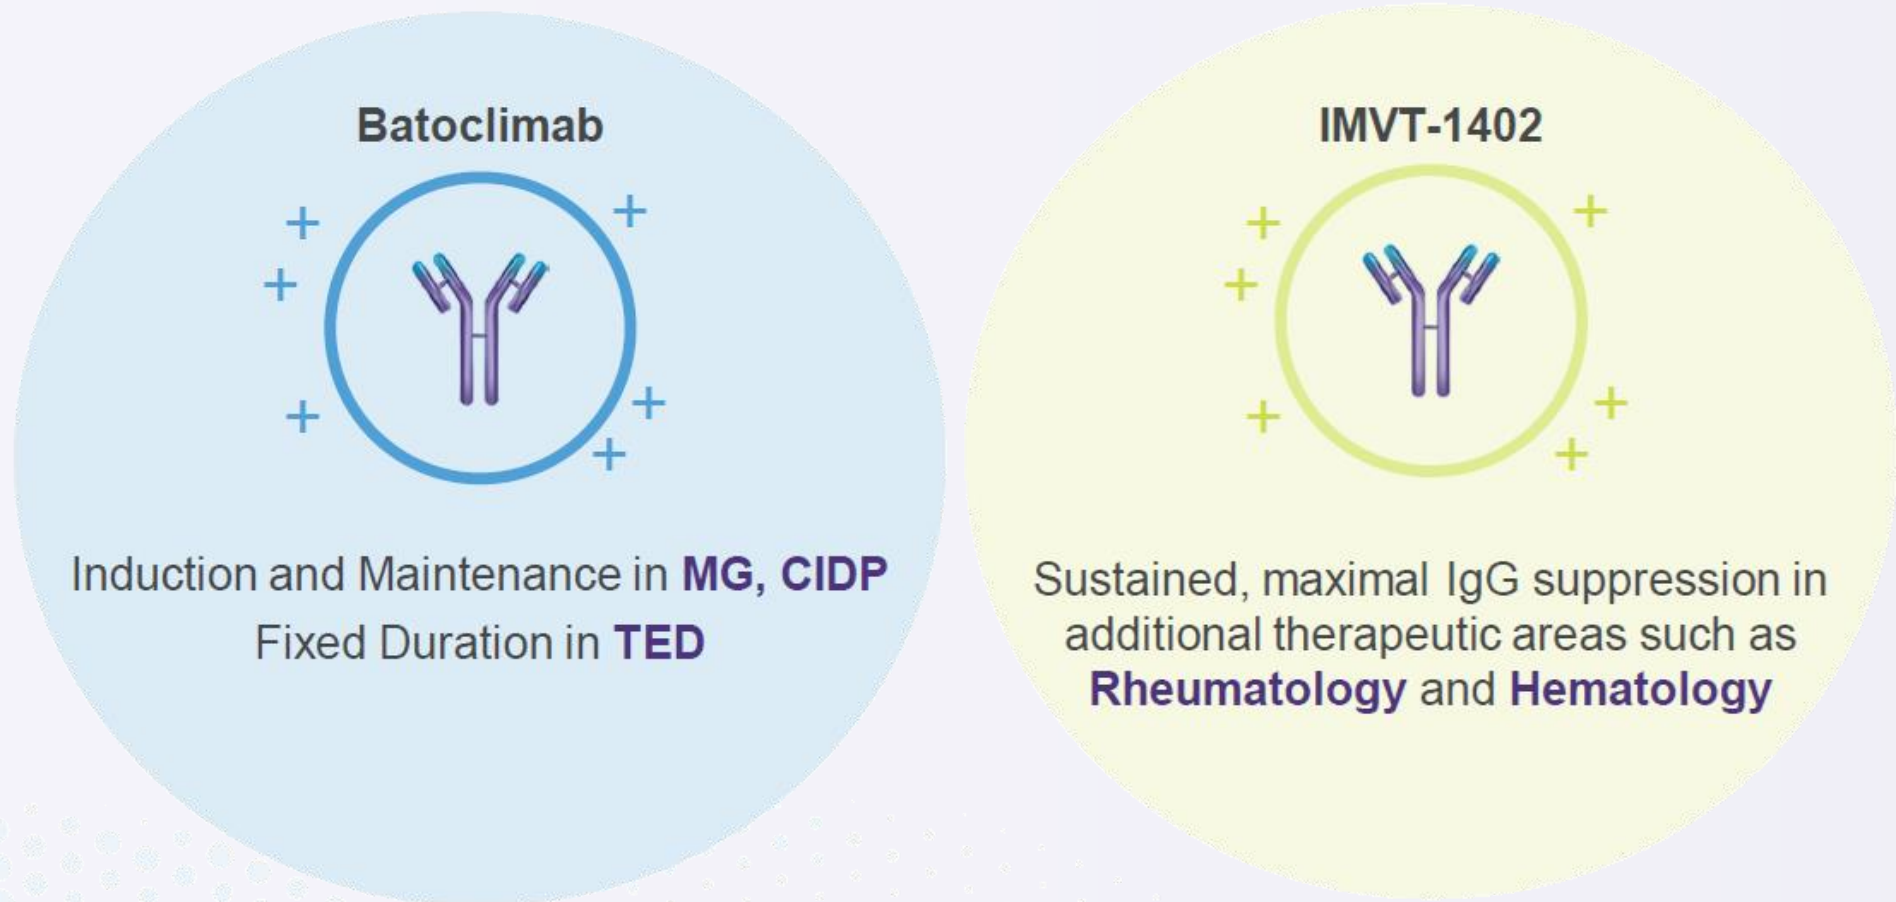 Batoclimab
Induction and Maintenance in MG, CIDP
Fixed Duration in TED
IMVT-1402
Sustained, maximal IgG suppression in
additional therapeutic areas such as
Rheumatology and Hematology